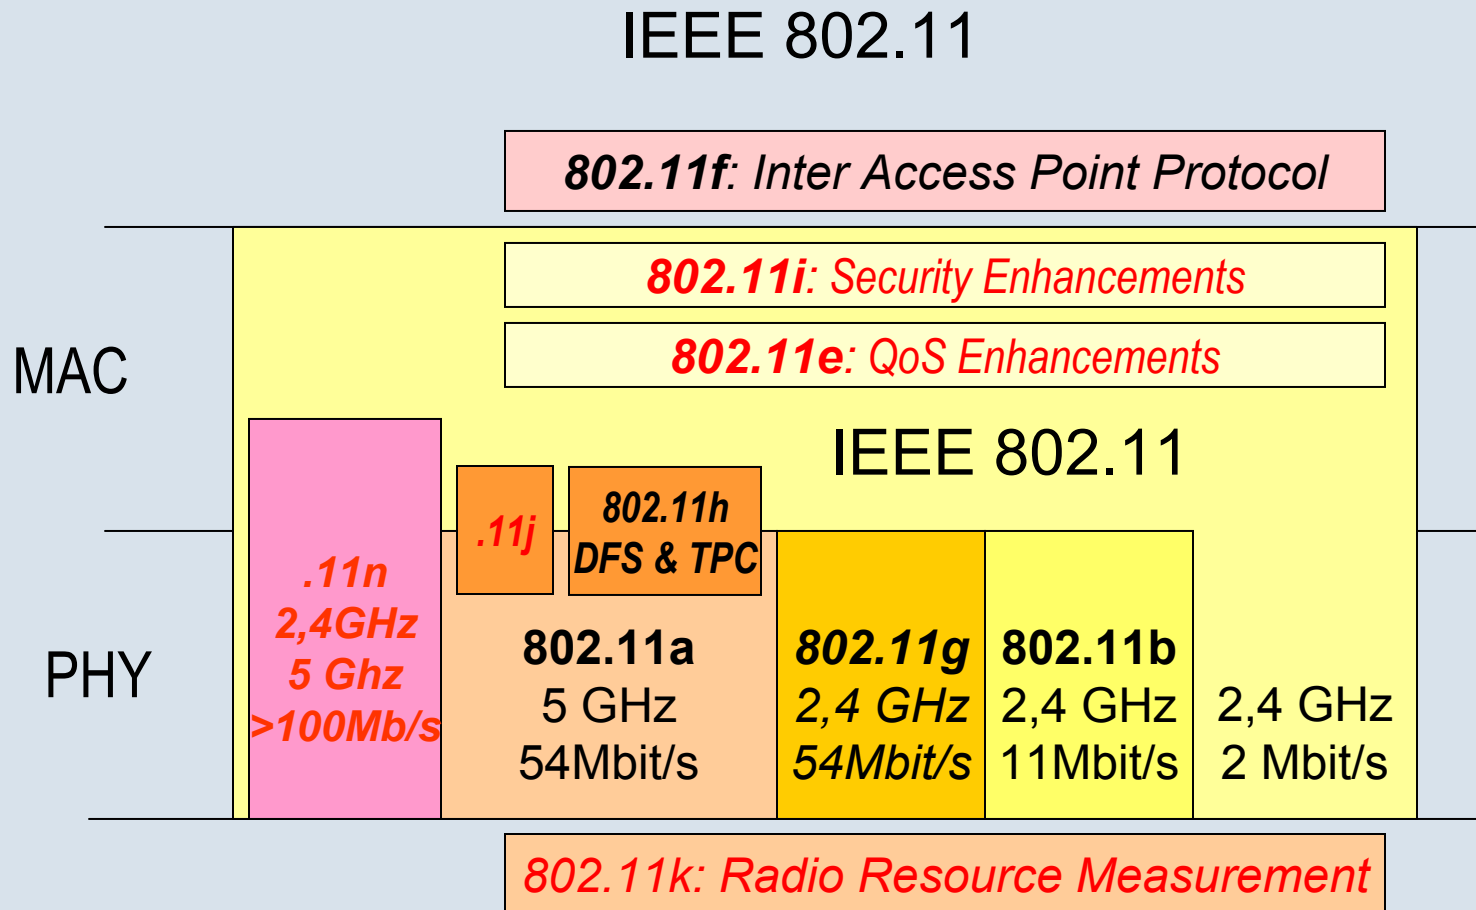 IEEE 802.11
802.11f: Inter Access Point Protocol
802.11i: Security Enhancements
802.11e: QoS Enhancements
MAC
IEEE 802.11
.11j
802.11h
DFS & TPC
PHY
.11n
2,4GHz
5 Ghz
>100Mb/s
802.11a
5 GHz
54Mbit/s
802.11g
2,4 GHz
54Mbit/s
802.11b
2,4 GHz
11Mbit/s
2,4 GHz
2 Mbit/s
802.11k: Radio Resource Measurement